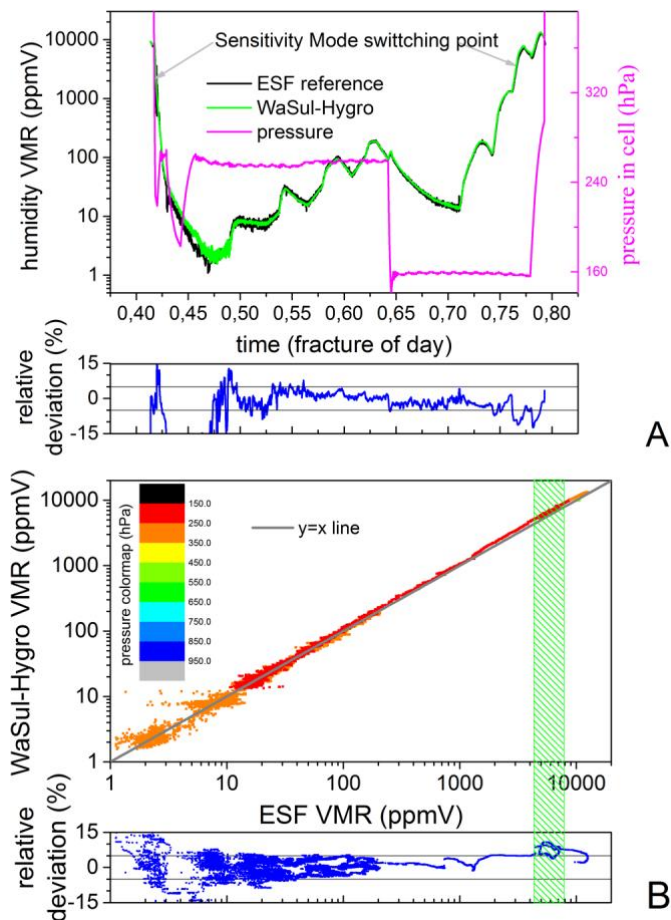 10000
1000
100
10
1
humidity VMR (ppmV)
Sensitivity Mode swittching point
ESF reference
WaSul-Hygro
pressure
320
260
160
pressure in cell (hPa)
0,40 0,45 0,50 0,55 0,60 0,65 0,70 0,75 0,80
time (fracture of day)
relative
deviation (%)
15
0
-15
A
WaSul-Hygro VMR (ppmV)
10000
1000
100
10
1
pressure colormap (hPa)
150.0
250.0
350.0
450.0
550.0
650.0
750.0
850.0
950.0
y=x line
1 10 100 1000 10000
ESF VMR (ppmV)
relative
deviation (%)
15
0
-15
B